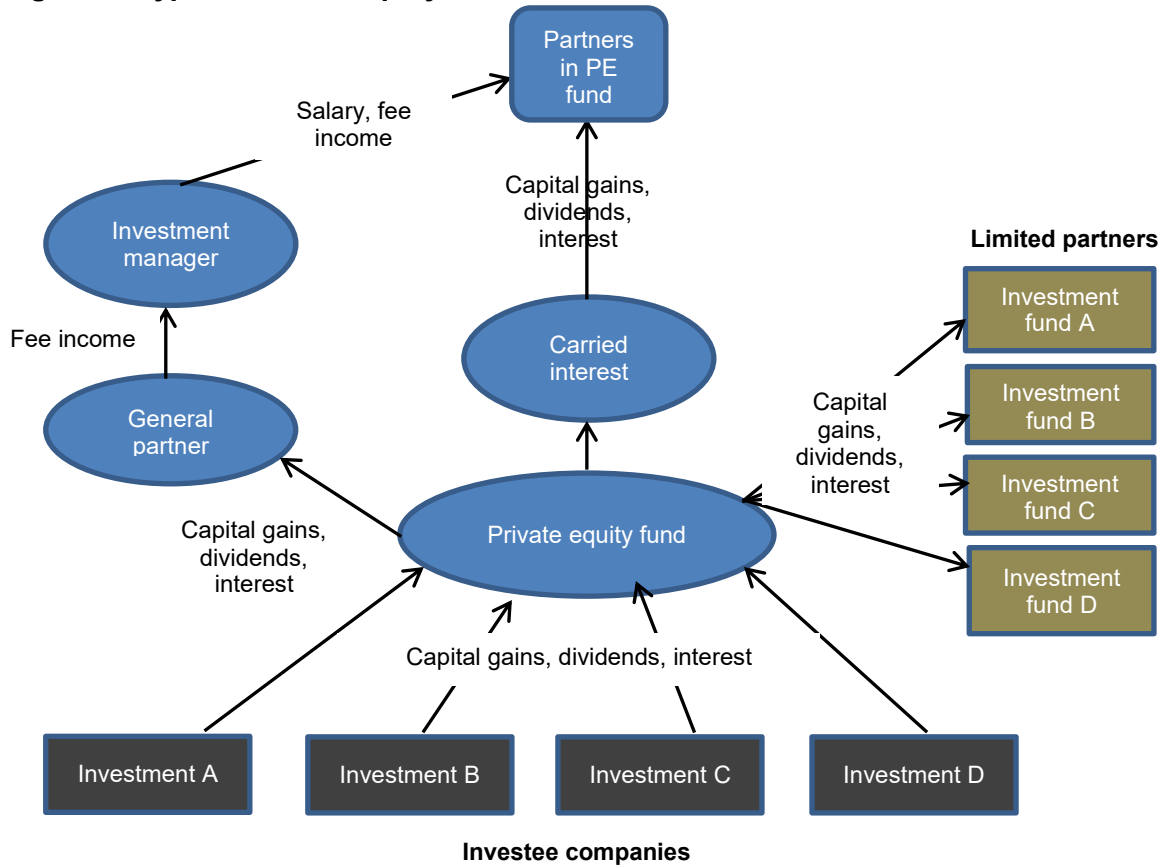 Partners
in PE
fund
Salary, fee
income
Capital gains,
dividends,
interest
Investment
manager
Limited partners
Investment
fund A
Fee income
Carried
interest
Investment
fund B
General
partner
Capital
gains,
dividends,
interest
Investment
fund C
Capital gains,
dividends,
interest
Private equity fund
Investment
fund D
Capital gains, dividends, interest
Investment A
Investment B
Investment C
Investment D
Investee companies